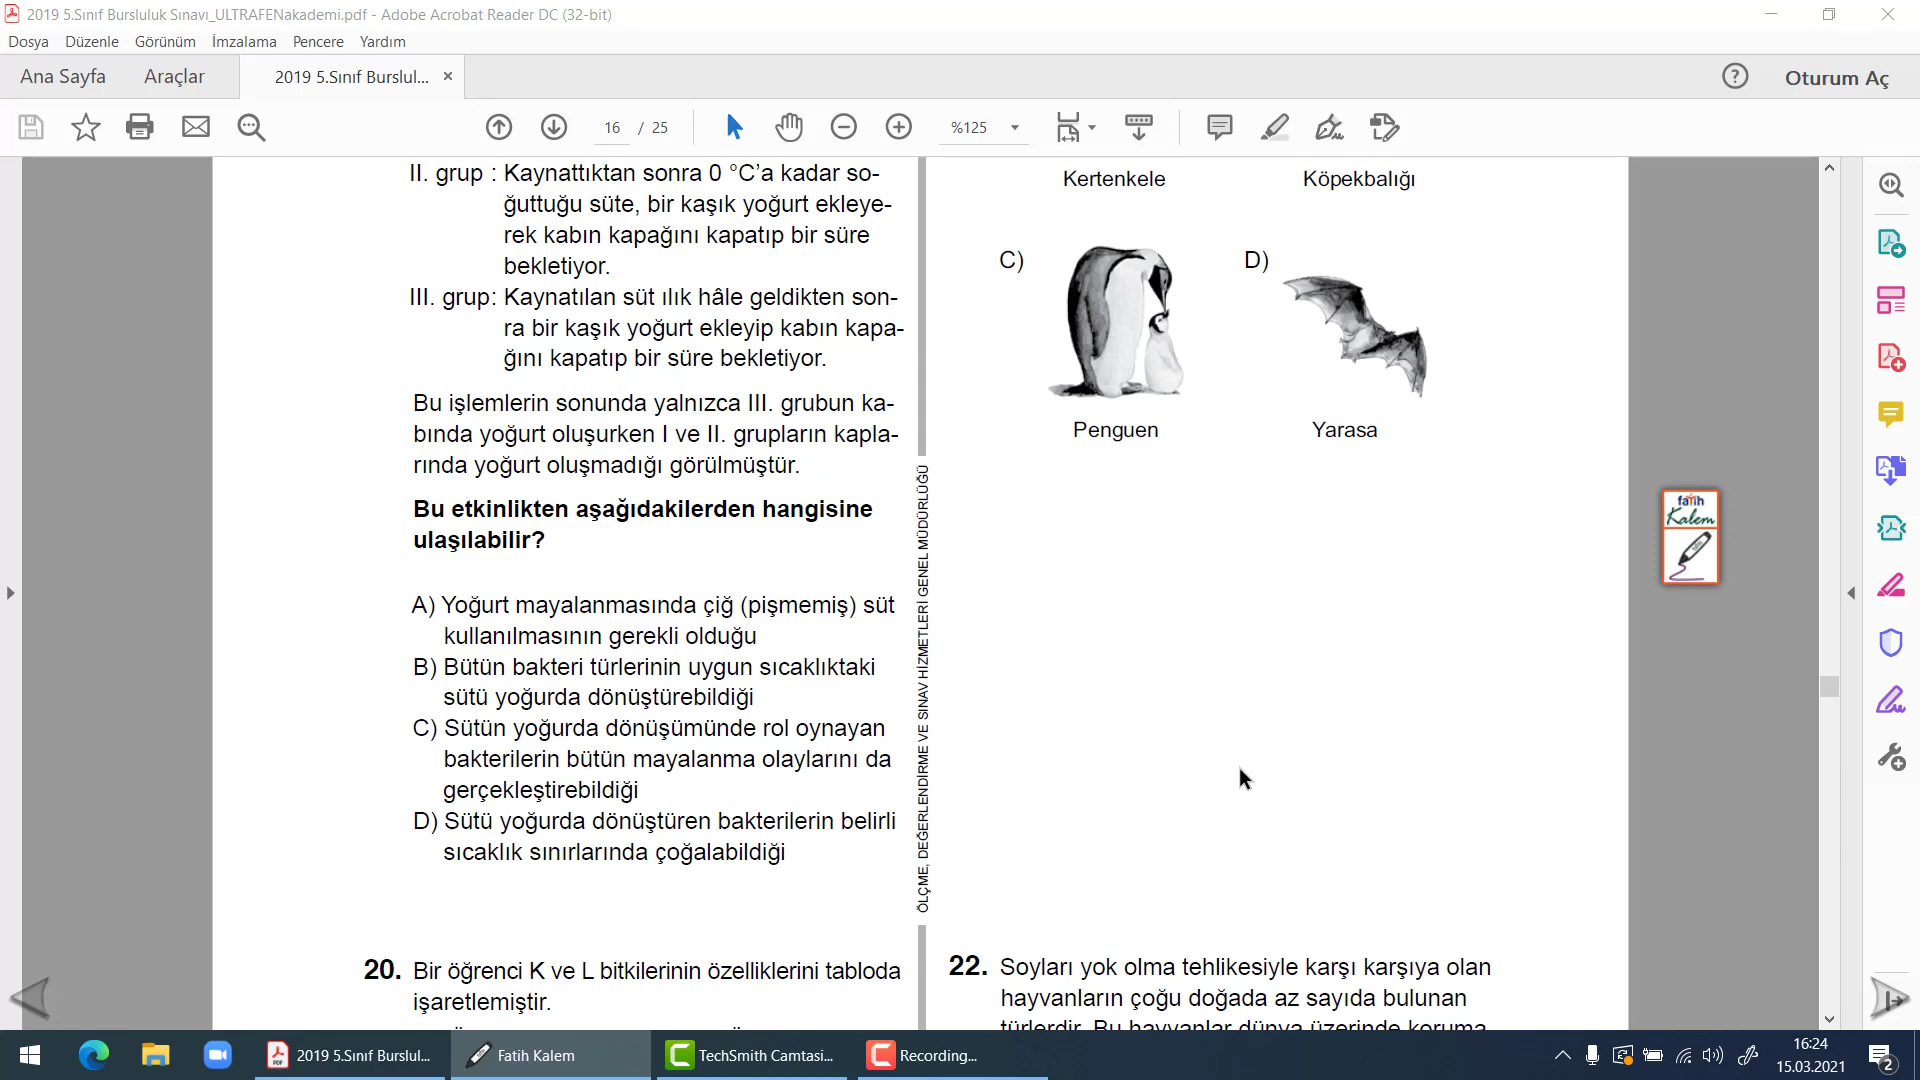 2019 5.Sınıf Bursluluk Sınavı_ULTRAFENakademi.pdf - Adobe Acrobat Reader DC (32-bit)
Dosya Düzenle Görünüm İmzalama Pencere Yardım
Ana Sayfa Araçlar 2019 5.Sınıf Burslul... × Oturum Aç
16 / 25 %125
II. grup : Kaynattıktan sonra 0 °C’a kadar so-
ğuttuğu süte, bir kaşık yoğurt ekleye-
rek kabın kapağını kapatıp bir süre
bekletiyor.
III. grup: Kaynatılan süt ılık hâle geldikten son-
ra bir kaşık yoğurt ekleyip kabın kapa-
ğını kapatıp bir süre bekletiyor.
Bu işlemlerin sonunda yalnızca III. grubun ka-
bında yoğurt oluşurken I ve II. grupların kapla-
rında yoğurt oluşmadığı görülmüştür.
Bu etkinlikten aşağıdakilerden hangisine
ulaşılabilir?
A) Yoğurt mayalanmasında çiğ (pişmemiş) süt
kullanılmasının gerekli olduğu
B) Bütün bakteri türlerinin uygun sıcaklıktaki
sütü yoğurda dönüştürebildiği
C) Sütün yoğurda dönüşümünde rol oynayan
bakterilerin bütün mayalanma olaylarını da
gerçekleştirebildiği
D) Sütü yoğurda dönüştüren bakterilerin belirli
sıcaklık sınırlarında çoğalabildiği
20. Bir öğrenci K ve L bitkilerinin özelliklerini tabloda
işaretlemiştir.
ÖLÇME, DEĞERLENDİRME VE SINAV HİZMETLERİ GENEL MÜDÜRLÜĞÜ
Kertenkele Köpekbalığı
C) D)
Penguen Yarasa
22. Soyları yok olma tehlikesiyle karşı karşıya olan
hayvanların çoğu doğada az sayıda bulunan
türlerdir. Bu hayvanlar dünya üzerinde koruma
fatih
Kalem
2019 5.Sınıf Burslul... Fatih Kalem TechSmith Camtasi... Recording...
16:24
15.03.2021
2